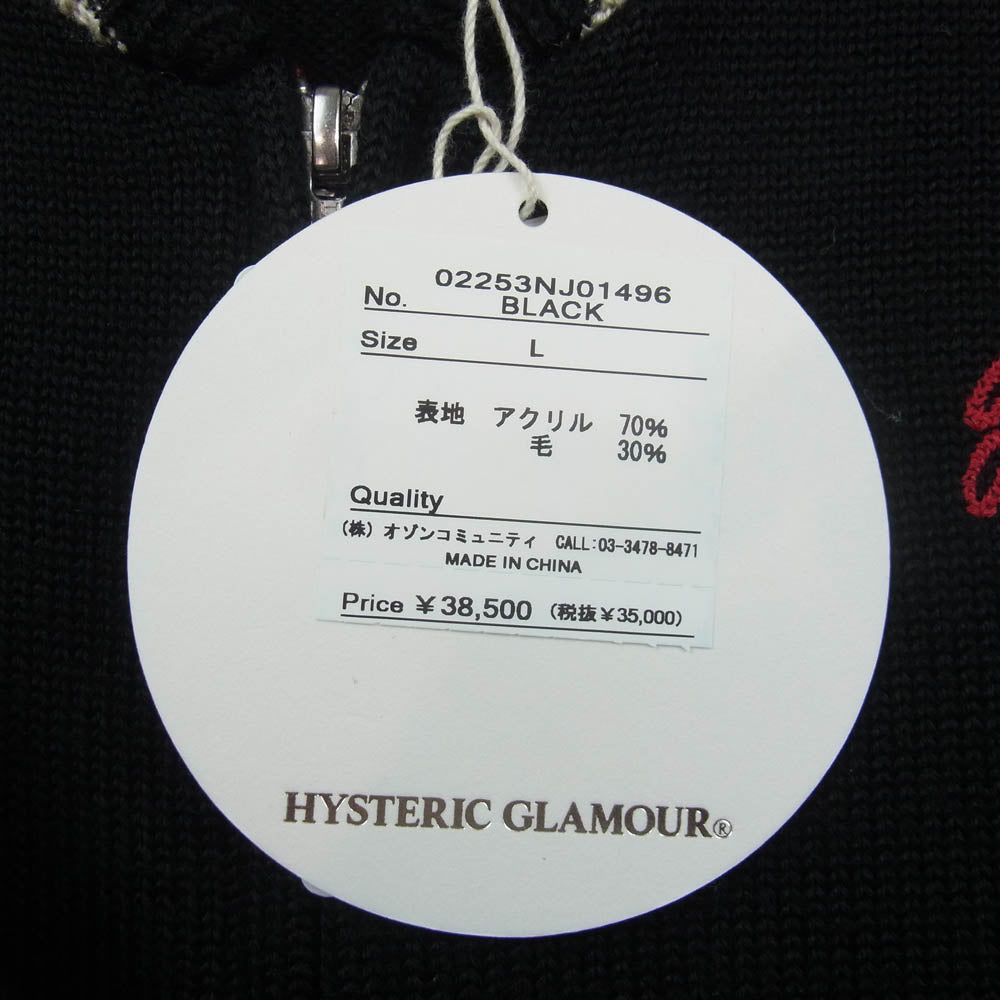 02253NJ01496
No. BLACK
Size L
表地 アクリル 70%
毛 30%
Quality
(株) オゾンコミュニティ CALL:03-3478-8471
MADE IN CHINA
Price ¥38,500 (税抜¥35,000)
HYSTERIC GLAMOUR®